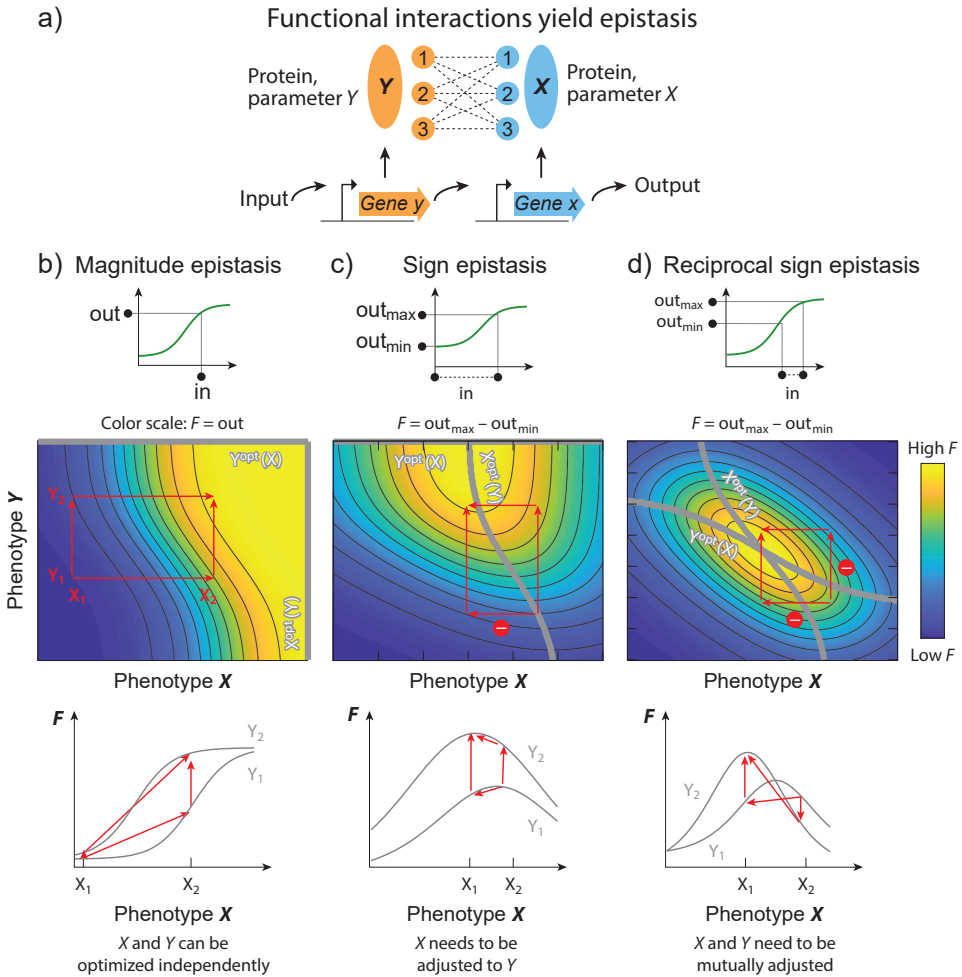 a) Functional interactions yield epistasis
Protein,
parameter Y
Y
1
2
3
1
2
3
X
Protein,
parameter X
Input
Gene y
Gene x
Output
b) Magnitude epistasis
out
in
Color scale: F = out
Phenotype Y
Yopt(X)
Y2
Y1
X1
X2
Xopt(Y)
Phenotype X
F
Y2
Y1
X1
X2
Phenotype X
X and Y can be
optimized independently
c) Sign epistasis
outmax
outmin
in
F = outmax – outmin
Yopt(X)
Xopt(Y)
–
Phenotype X
F
Y2
Y1
X1
X2
Phenotype X
X needs to be
adjusted to Y
d) Reciprocal sign epistasis
outmax
outmin
in
F = outmax – outmin
Xopt(Y)
Yopt(X)
–
–
High F
Low F
Phenotype X
F
Y2
Y1
X1
X2
Phenotype X
X and Y need to be
mutually adjusted